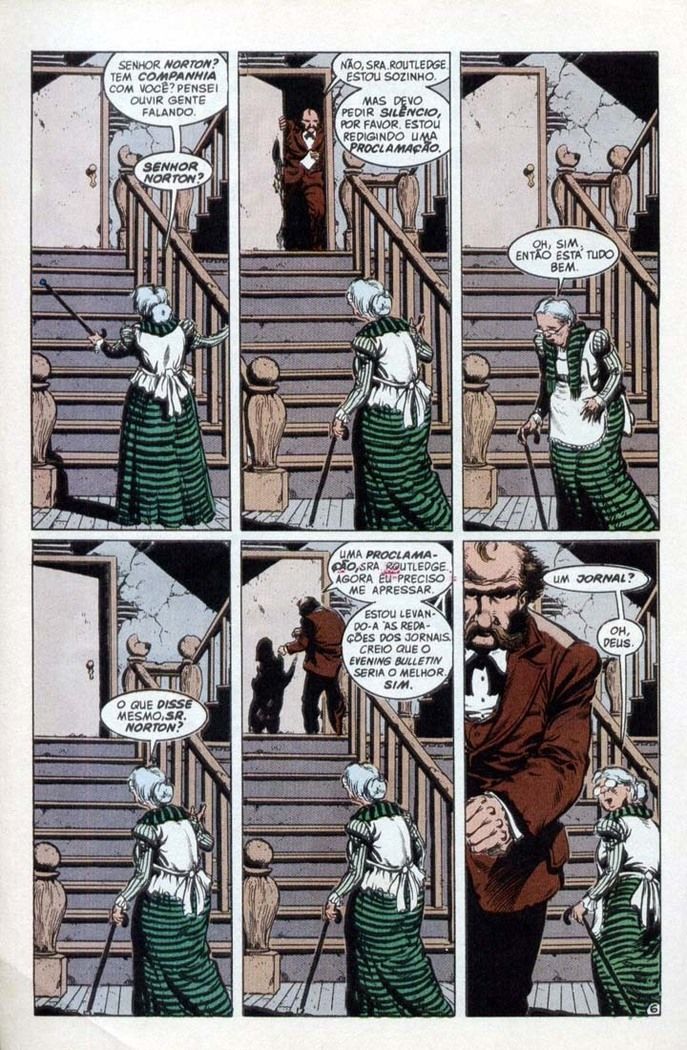 SENHOR NORTON?
TEM COMPANHIA
COM VOCÊ? PENSEI
OUVIR GENTE
FALANDO.
SENHOR
NORTON?
NÃO, SRA. ROUTLEDGE.
ESTOU SOZINHO.
MAS DEVO
PEDIR SILÊNCIO,
POR FAVOR. ESTOU
REDIGINDO UMA
PROCLAMAÇÃO.
OH, SIM,
ENTÃO ESTÁ TUDO
BEM.
O QUE DISSE
MESMO, SR.
NORTON?
UMA PROCLAMA-
ÇÃO, SRA. ROUTLEDGE.
AGORA EU PRECISO
ME APRESSAR.
ESTOU LEVAN-
DO-A ÀS REDA-
ÇÕES DOS JORNAIS.
CREIO QUE O
EVENING BULLETIN
SERIA O MELHOR.
SIM.
UM JORNAL?
OH,
DEUS.
6